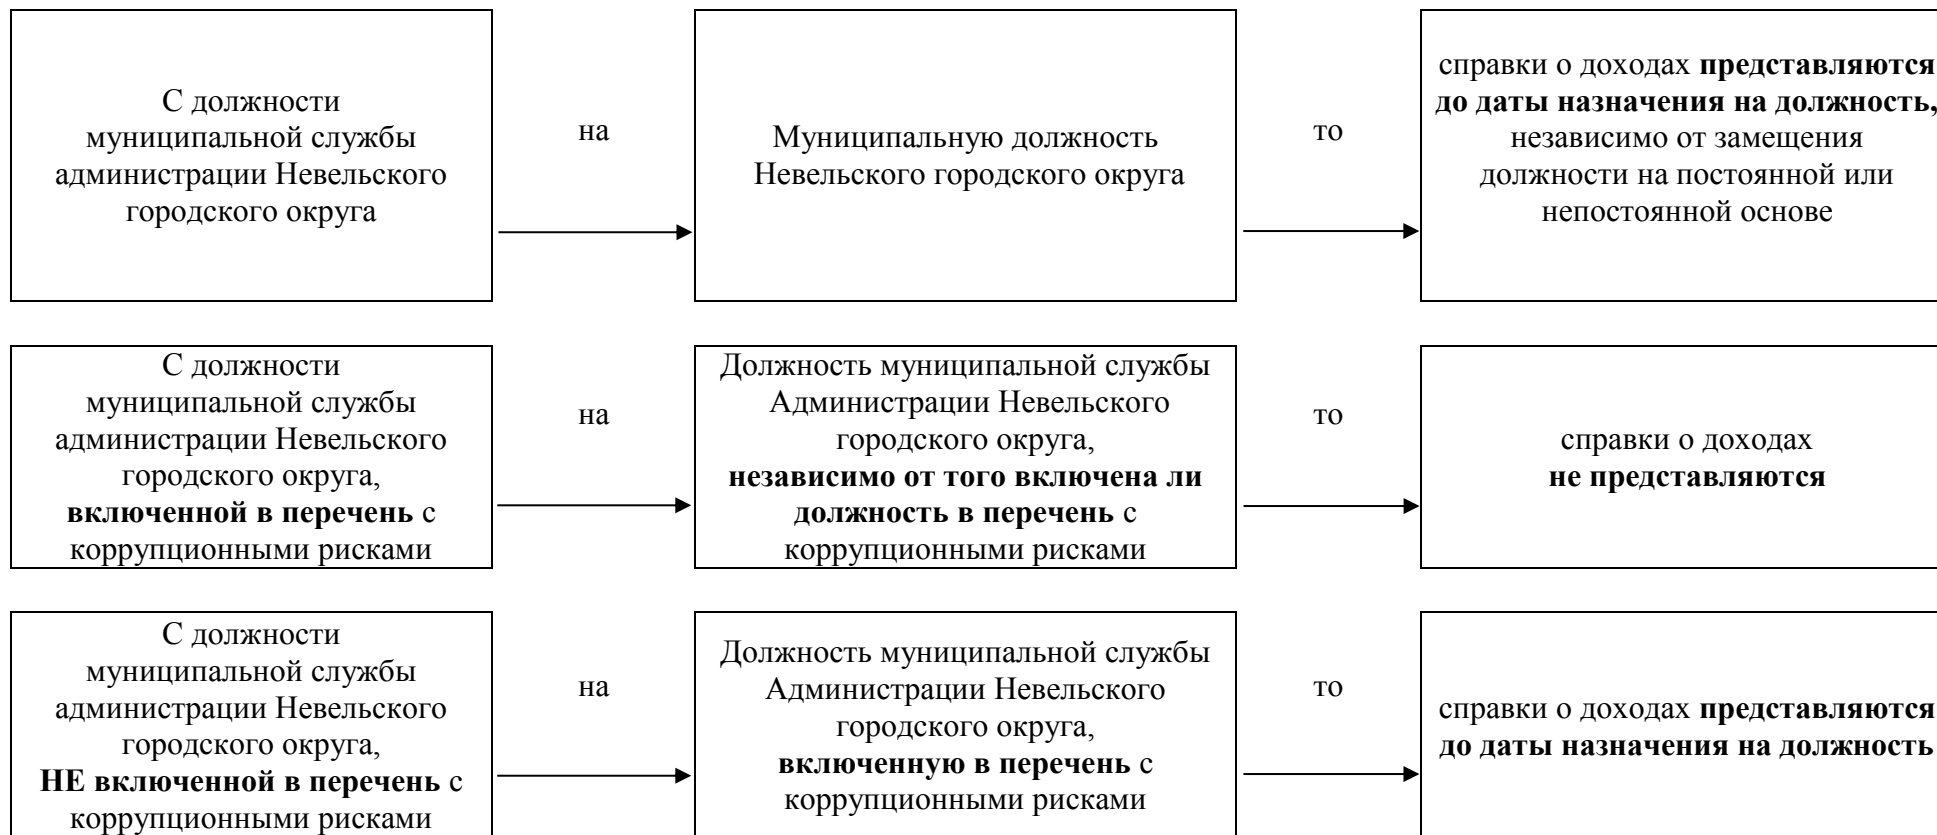 С должности
муниципальной службы
администрации Невельского
городского округа
на
Муниципальную должность
Невельского городского округа
то
справки о доходах представляются
до даты назначения на должность,
независимо от замещения
должности на постоянной или
непостоянной основе
С должности
муниципальной службы
администрации Невельского
городского округа,
включенной в перечень с
коррупционными рисками
на
Должность муниципальной службы
Администрации Невельского
городского округа,
независимо от того включена ли
должность в перечень с
коррупционными рисками
то
справки о доходах
не представляются
С должности
муниципальной службы
администрации Невельского
городского округа,
НЕ включенной в перечень с
коррупционными рисками
на
Должность муниципальной службы
Администрации Невельского
городского округа,
включенную в перечень с
коррупционными рисками
то
справки о доходах представляются
до даты назначения на должность